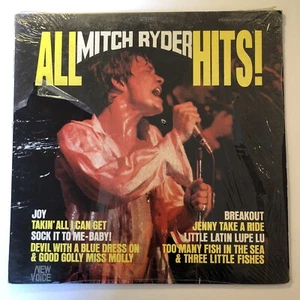 ALL MITCH RYDER HITS!
JOY
TAKIN' ALL I CAN GET
SOCK IT TO ME-BABY!
DEVIL WITH A BLUE DRESS ON
& GOOD GOLLY MISS MOLLY
BREAKOUT
JENNY TAKE A RIDE
LITTLE LATIN LUPE LU
TOO MANY FISH IN THE SEA
& THREE LITTLE FISHES
NEW
VOICE